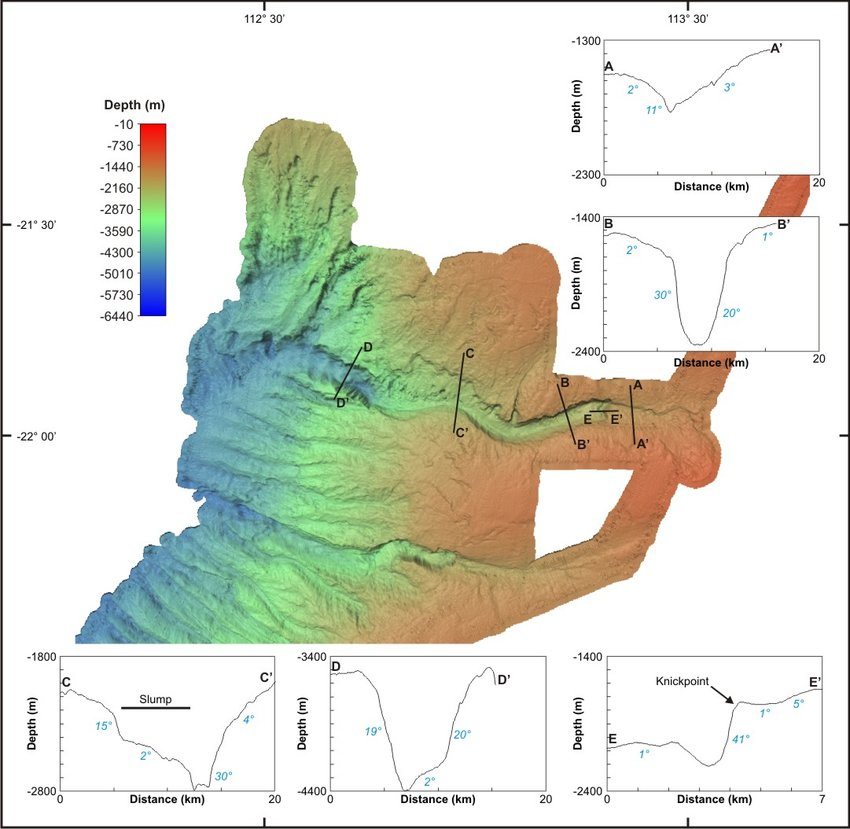 112° 30'
113° 30'
-21° 30'
22° 00'
Depth (m)
-10
-730
-1440
-2160
-2870
-3590
-4300
-5010
-5730
-6440
D
D'
C
C'
B
B'
E
E'
A
A'
-1300
Depth (m)
-2300
A
A'
2°
11°
3°
0
Distance (km)
20
-1400
Depth (m)
-2400
B
B'
2°
30°
20°
1°
0
Distance (km)
20
-1800
Depth (m)
-2800
C
C'
Slump
15°
2°
4°
30°
0
Distance (km)
20
-3400
Depth (m)
-4400
D
D'
19°
20°
2°
0
Distance (km)
20
-1400
Depth (m)
-2400
Knickpoint
E
E'
1°
41°
1°
5°
0
Distance (km)
7